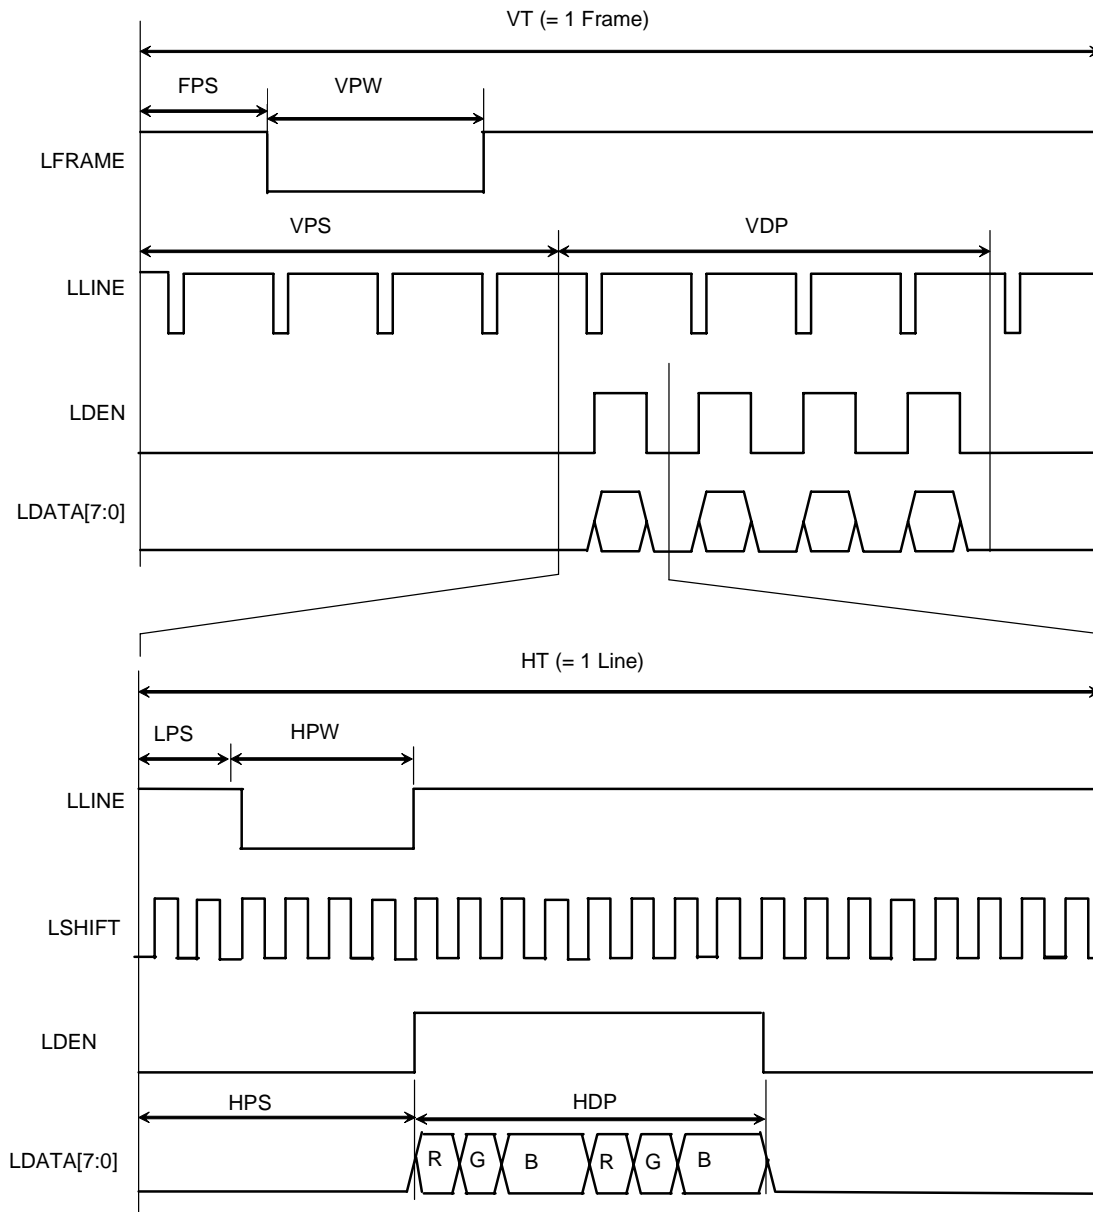 VT (= 1 Frame)
FPS
VPW
LFRAME
VPS
VDP
LLINE
LDEN
LDATA[7:0]
HT (= 1 Line)
LPS
HPW
LLINE
LSHIFT
LDEN
HPS
HDP
LDATA[7:0]
R G B R G B